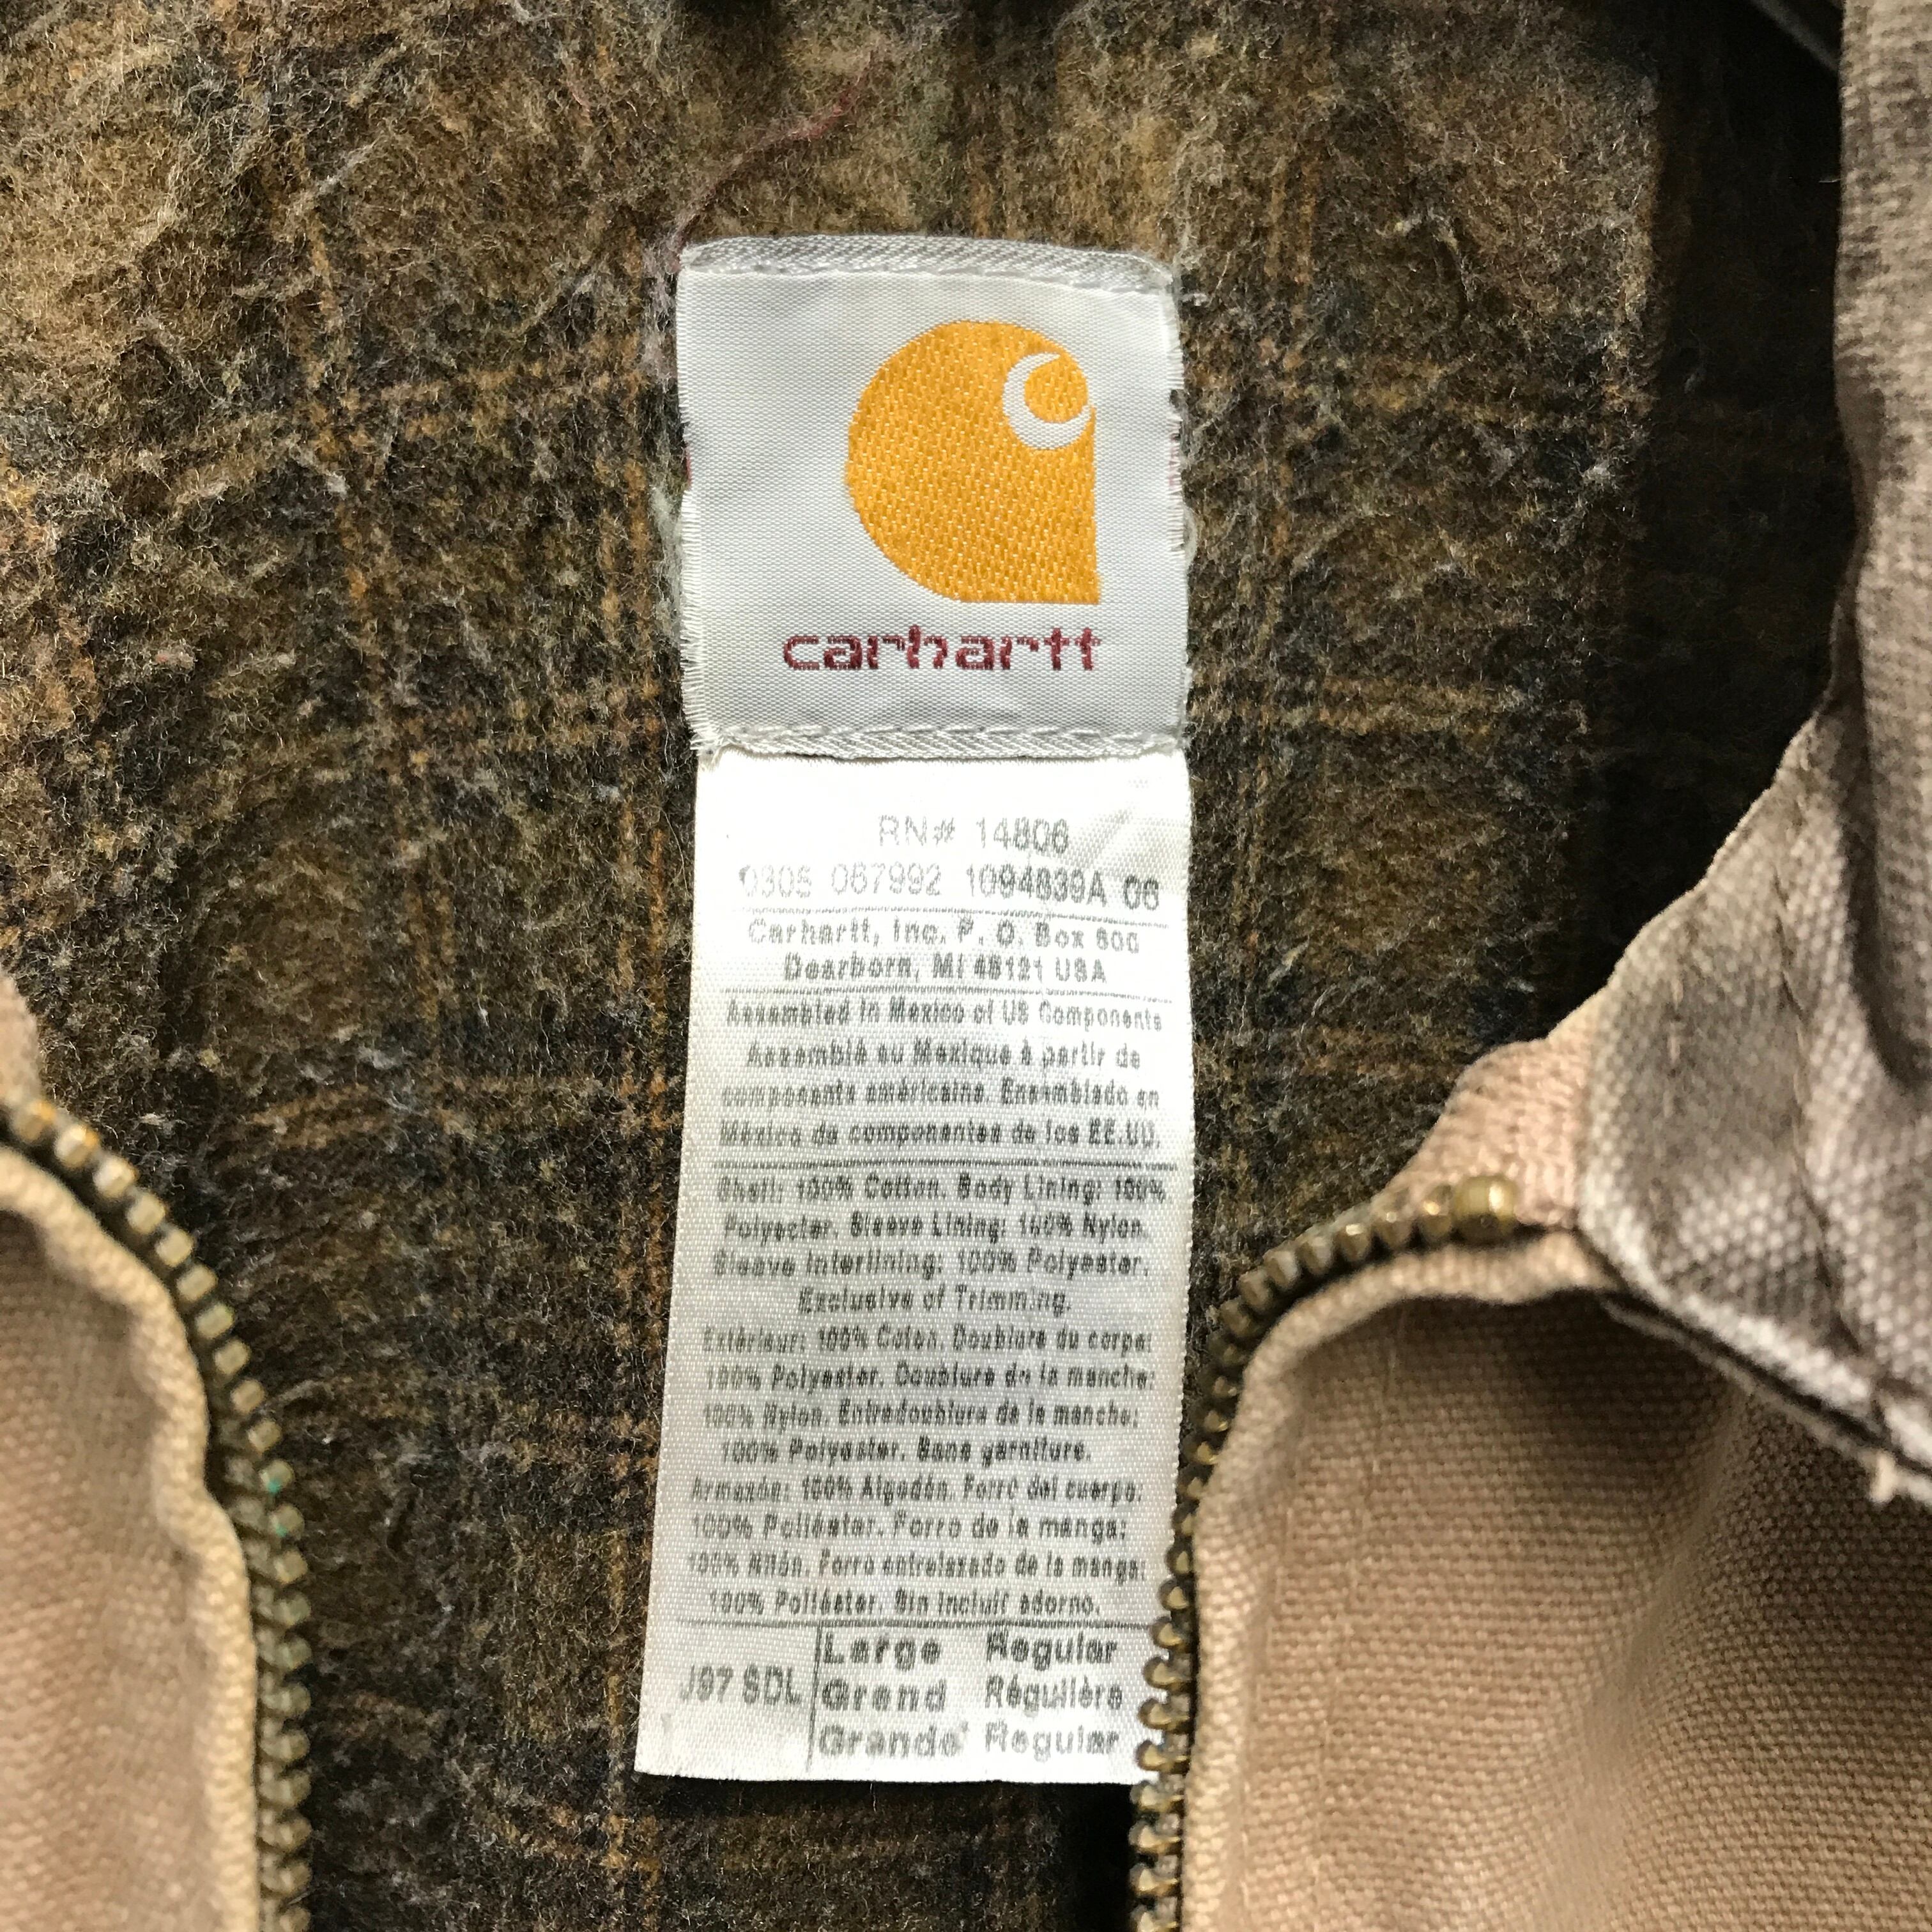 carhartt
RN# 14806
0305 067992 1094839A 06
Carhartt, Inc. P. O. Box 600
Dearborn, MI 48121 USA
Assembled in Mexico of US Components
Assemblé au Mexique à partir de
composants américains. Ensamblado en
México de componentes de los EE.UU.
Shell: 100% Cotton. Body Lining: 100%
Polyester. Sleeve Lining: 100% Nylon.
Sleeve Interlining: 100% Polyester.
Exclusive of Trimming.
Extérieur: 100% Coton. Doublure du corps:
100% Polyester. Doublure de la manche:
100% Nylon. Entredoublure de la manche:
100% Polyester. Sans garniture.
Armazón: 100% Algodón. Forro del cuerpo:
100% Poliéster. Forro de la manga:
100% Nilón. Forro entrelazado de la manga:
100% Poliéster. Sin incluir adorno.
J97 SDL
Large Regular
Grand Régulière
Grande Regular